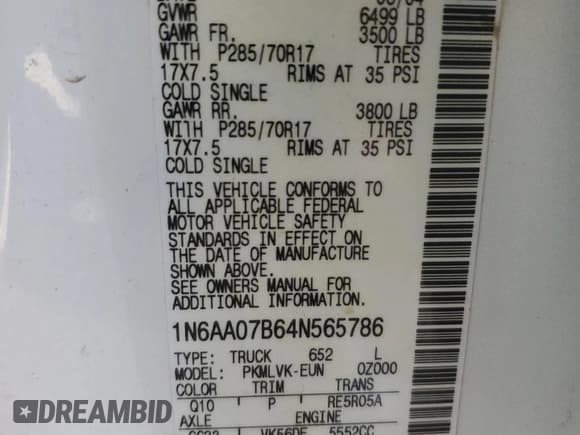 GVWR 6499 LB
GAWR FR. 3500 LB
WITH P285/70R17 TIRES
17X7.5 RIMS AT 35 PSI
COLD SINGLE
GAWR RR. 3800 LB
WITH P285/70R17 TIRES
17X7.5 RIMS AT 35 PSI
COLD SINGLE
THIS VEHICLE CONFORMS TO
ALL APPLICABLE FEDERAL
MOTOR VEHICLE SAFETY
STANDARDS IN EFFECT ON
THE DATE OF MANUFACTURE
SHOWN ABOVE.
SEE OWNERS MANUAL FOR
ADDITIONAL INFORMATION
1N6AA07B64N565786
TYPE: TRUCK 652 L
MODEL: PKMLVK-EUN 0Z000
COLOR TRIM TRANS
Q10 P RE5R05A
AXLE ENGINE
VK56DE 5552CC
DEALERS AUCTION